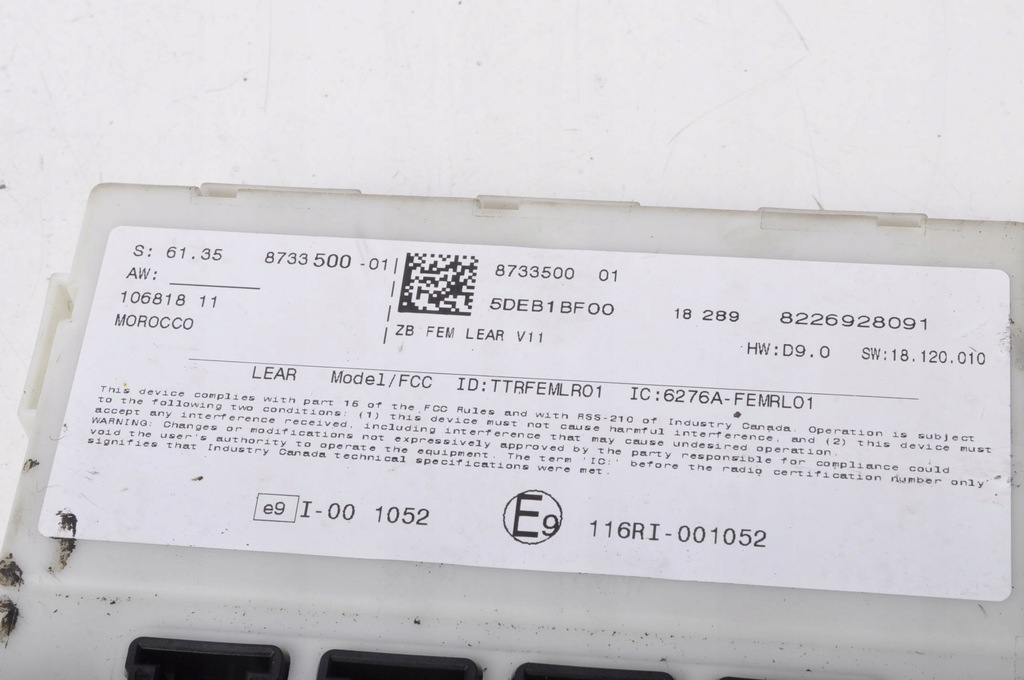 S: 61.35 8733500 -01
AW:
106818 11
MOROCCO
8733500 01
5DEB1BF00 18 289 8226928091
ZB FEM LEAR V11
HW:D9.0 SW:18.120.010
LEAR Model/FCC ID:TTRFEMLR01 IC:6276A-FEMRL01
This device complies with part 15 of the FCC Rules and with RSS-210 of Industry Canada. Operation is subject
to the following two conditions: (1) this device must not cause harmful interference, and (2) this device must
accept any interference received, including interference that may cause undesired operation.
WARNING: Changes or modifications not expressively approved by the party responsible for compliance could
void the user's authority to operate the equipment. The term 'IC:' before the radio certification number only
signifies that Industry Canada technical specifications were met.
e9 I-00 1052
E9 116RI-001052